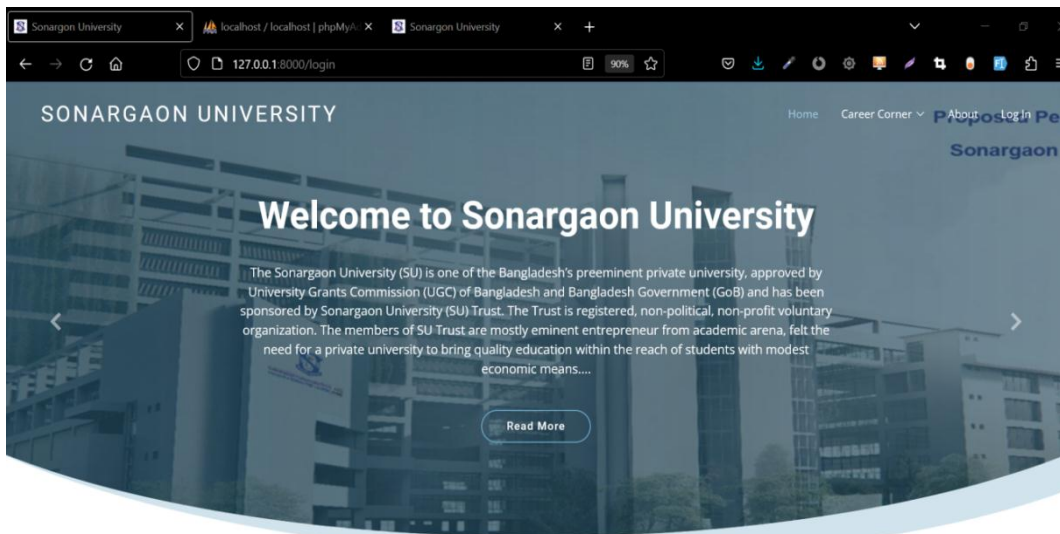 Sonargon University
localhost / localhost | phpMyAd
Sonargon University
127.0.0.1:8000/login
90%
SONARGAON UNIVERSITY
Home Career Corner About Log In
Proposed Pe
Sonargaon
Welcome to Sonargaon University
The Sonargaon University (SU) is one of the Bangladesh's preeminent private university, approved by
University Grants Commission (UGC) of Bangladesh and Bangladesh Government (GoB) and has been
sponsored by Sonargaon University (SU) Trust. The Trust is registered, non-political, non-profit voluntary
organization. The members of SU Trust are mostly eminent entrepreneur from academic arena, felt the
need for a private university to bring quality education within the reach of students with modest
economic means....
Read More